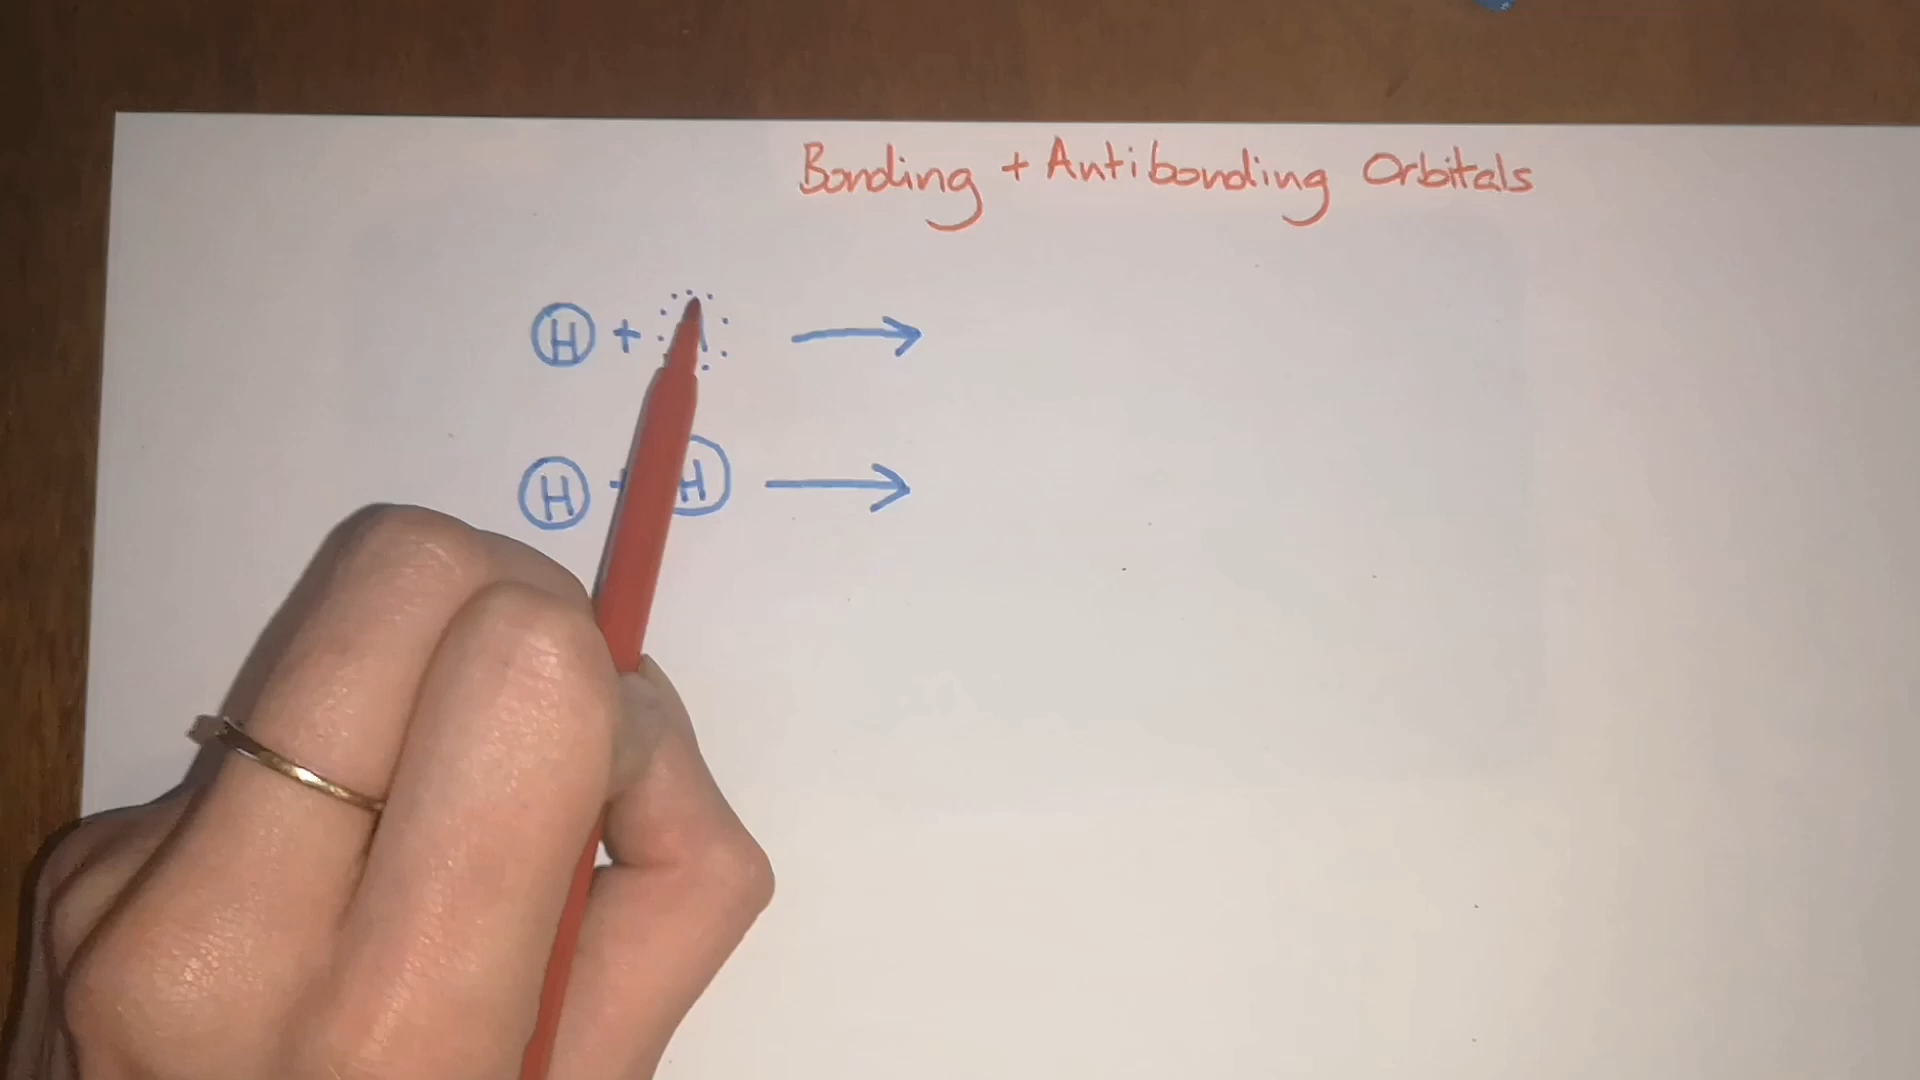 Bonding + Antibonding Orbitals
H + →
H + H →